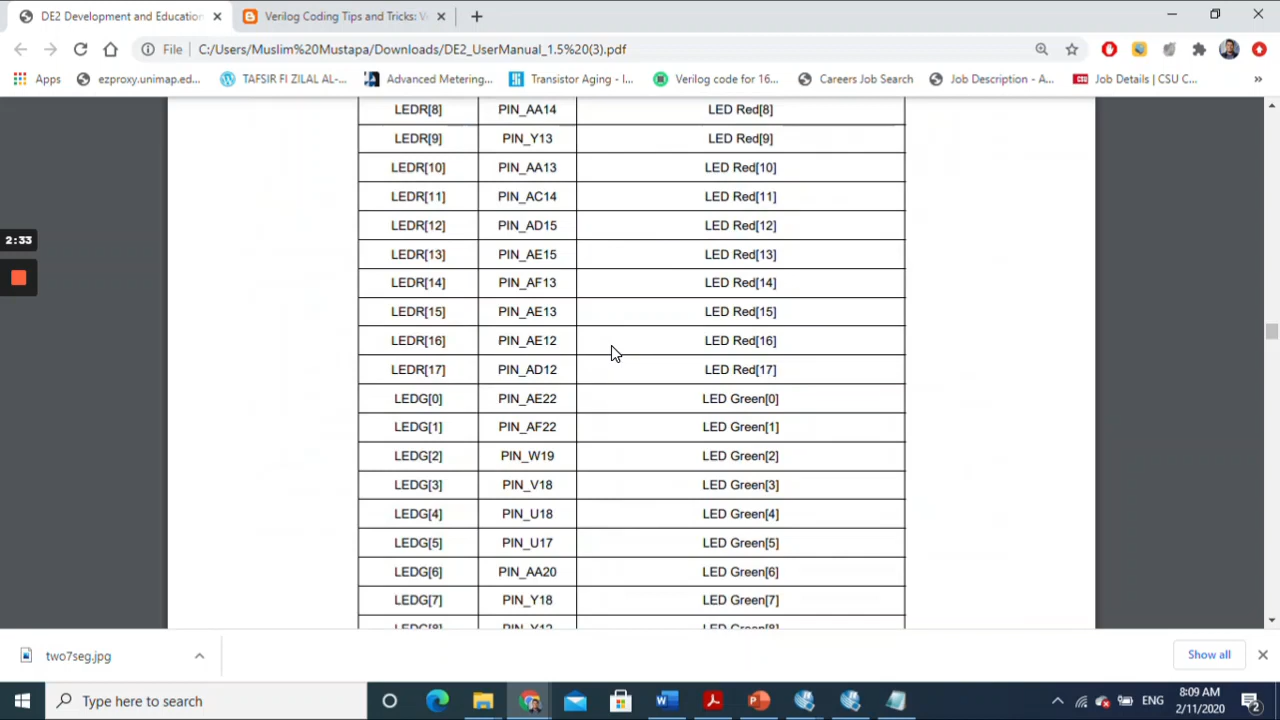 DE2 Development and Education
Verilog Coding Tips and Tricks: V
File C:/Users/Muslim%20Mustapa/Downloads/DE2_UserManual_1.5%20(3).pdf
Apps ezproxy.unimap.ed... TAFSIR FI ZILAL AL-... Advanced Metering... Transistor Aging - I... Verilog code for 16... Careers Job Search Job Description - A... Job Details | CSU C... »
LEDR[8] PIN_AA14 LED Red[8]
LEDR[9] PIN_Y13 LED Red[9]
LEDR[10] PIN_AA13 LED Red[10]
LEDR[11] PIN_AC14 LED Red[11]
LEDR[12] PIN_AD15 LED Red[12]
LEDR[13] PIN_AE15 LED Red[13]
LEDR[14] PIN_AF13 LED Red[14]
LEDR[15] PIN_AE13 LED Red[15]
LEDR[16] PIN_AE12 LED Red[16]
LEDR[17] PIN_AD12 LED Red[17]
LEDG[0] PIN_AE22 LED Green[0]
LEDG[1] PIN_AF22 LED Green[1]
LEDG[2] PIN_W19 LED Green[2]
LEDG[3] PIN_V18 LED Green[3]
LEDG[4] PIN_U18 LED Green[4]
LEDG[5] PIN_U17 LED Green[5]
LEDG[6] PIN_AA20 LED Green[6]
LEDG[7] PIN_Y18 LED Green[7]
LEDG[8] PIN_Y12 LED Green[8]
2:33
two7seg.jpg
Show all
Type here to search
ENG
8:09 AM
2/11/2020
2